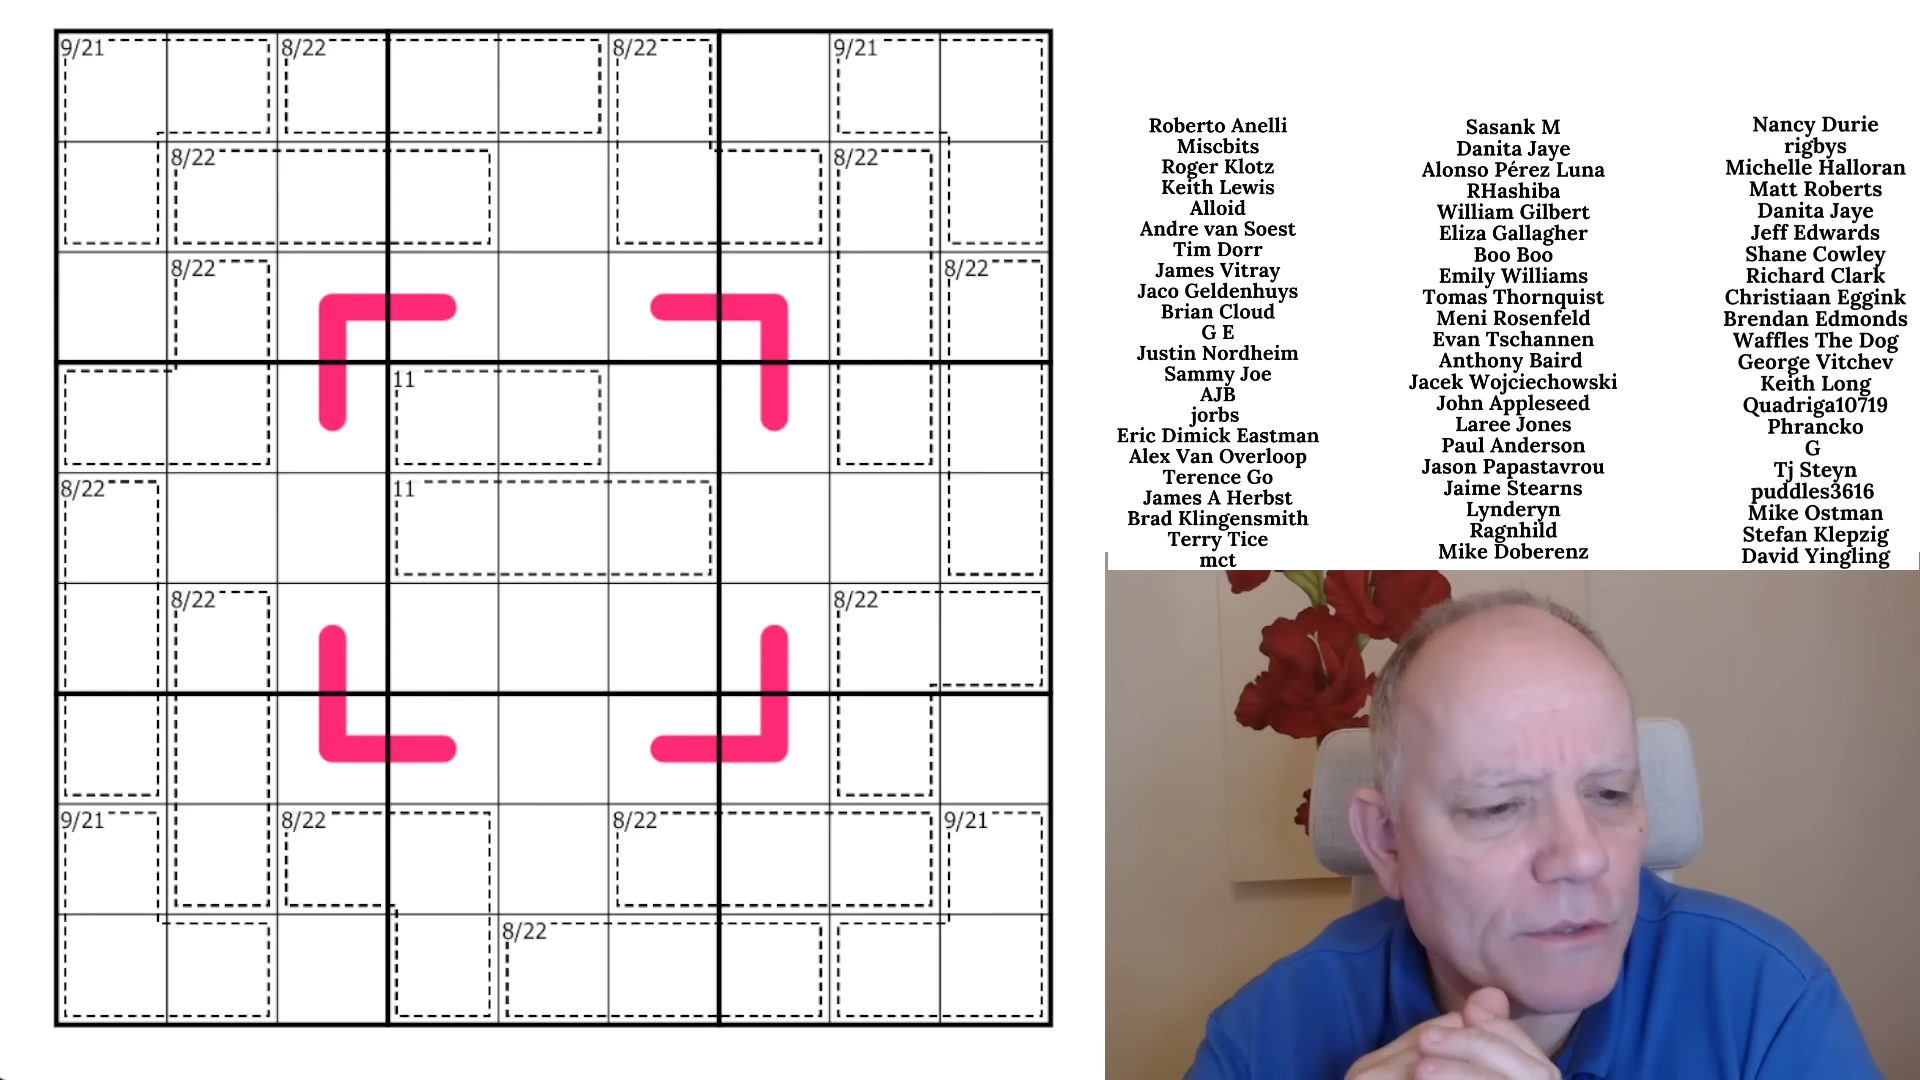 9/21 8/22 8/22 9/21
8/22 8/22
8/22 8/22
11
8/22 11
8/22 8/22
9/21 8/22 8/22 9/21
8/22
Roberto Anelli
Miscbits
Roger Klotz
Keith Lewis
Alloid
Andre van Soest
Tim Dorr
James Vitray
Jaco Geldenhuys
Brian Cloud
G E
Justin Nordheim
Sammy Joe
AJB
jorbs
Eric Dimick Eastman
Alex Van Overloop
Terence Go
James A Herbst
Brad Klingensmith
Terry Tice
mct
Sasank M
Danita Jaye
Alonso Pérez Luna
RHashiba
William Gilbert
Eliza Gallagher
Boo Boo
Emily Williams
Tomas Thornquist
Meni Rosenfeld
Evan Tschannen
Anthony Baird
Jacek Wojciechowski
John Appleseed
Laree Jones
Paul Anderson
Jason Papastavrou
Jaime Stearns
Lynderyn
Ragnhild
Mike Doberenz
Nancy Durie
rigbys
Michelle Halloran
Matt Roberts
Danita Jaye
Jeff Edwards
Shane Cowley
Richard Clark
Christiaan Eggink
Brendan Edmonds
Waffles The Dog
George Vitchev
Keith Long
Quadriga10719
Phrancko
G
Tj Steyn
puddles3616
Mike Ostman
Stefan Klepzig
David Yingling